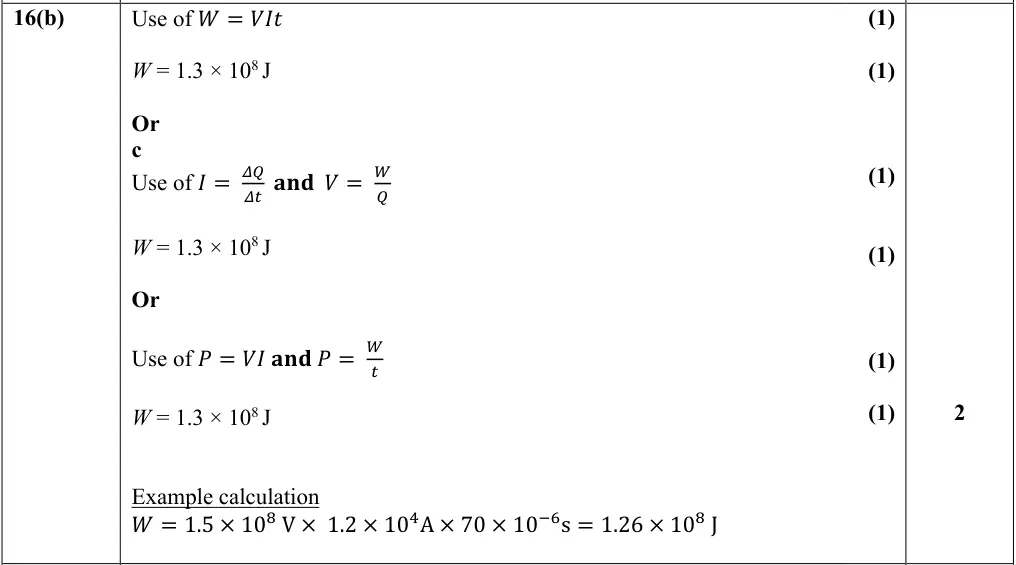 16(b) Use of 𝑊 = 𝑉𝐼𝑡 (1)
W = 1.3 × 10⁸ J (1)
Or
c
Use of 𝐼 = 𝛥𝑄/𝛥𝑡 and 𝑉 = 𝑊/𝑄 (1)
W = 1.3 × 10⁸ J (1)
Or
Use of 𝑃 = 𝑉𝐼 and 𝑃 = 𝑊/𝑡 (1)
W = 1.3 × 10⁸ J (1) 2
Example calculation
𝑊 = 1.5 × 10⁸ V × 1.2 × 10⁴A × 70 × 10⁻⁶s = 1.26 × 10⁸ J